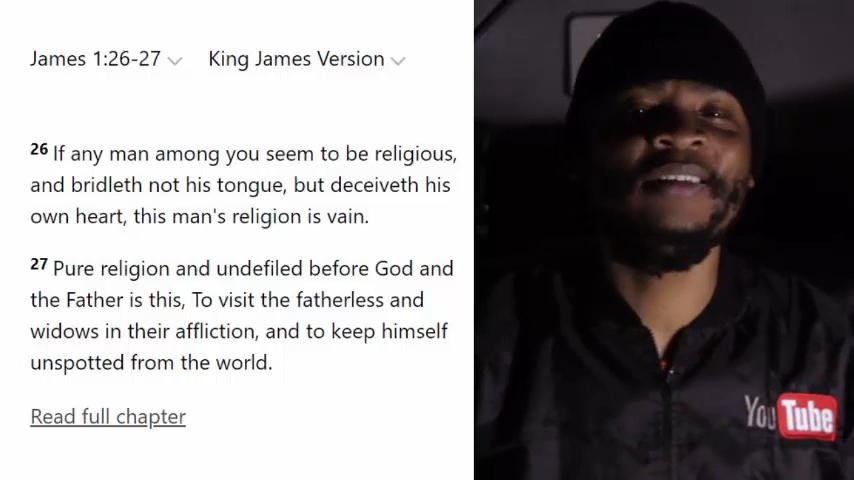 James 1:26-27 King James Version
26 If any man among you seem to be religious,
and bridleth not his tongue, but deceiveth his
own heart, this man's religion is vain.
27 Pure religion and undefiled before God and
the Father is this, To visit the fatherless and
widows in their affliction, and to keep himself
unspotted from the world.
Read full chapter
YouTube